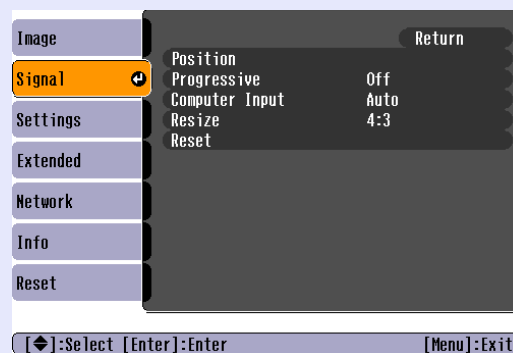 Image
Signal
Settings
Extended
Network
Info
Reset
Return
Position
Progressive Off
Computer Input Auto
Resize 4:3
Reset
[◆]:Select [Enter]:Enter [Menu]:Exit